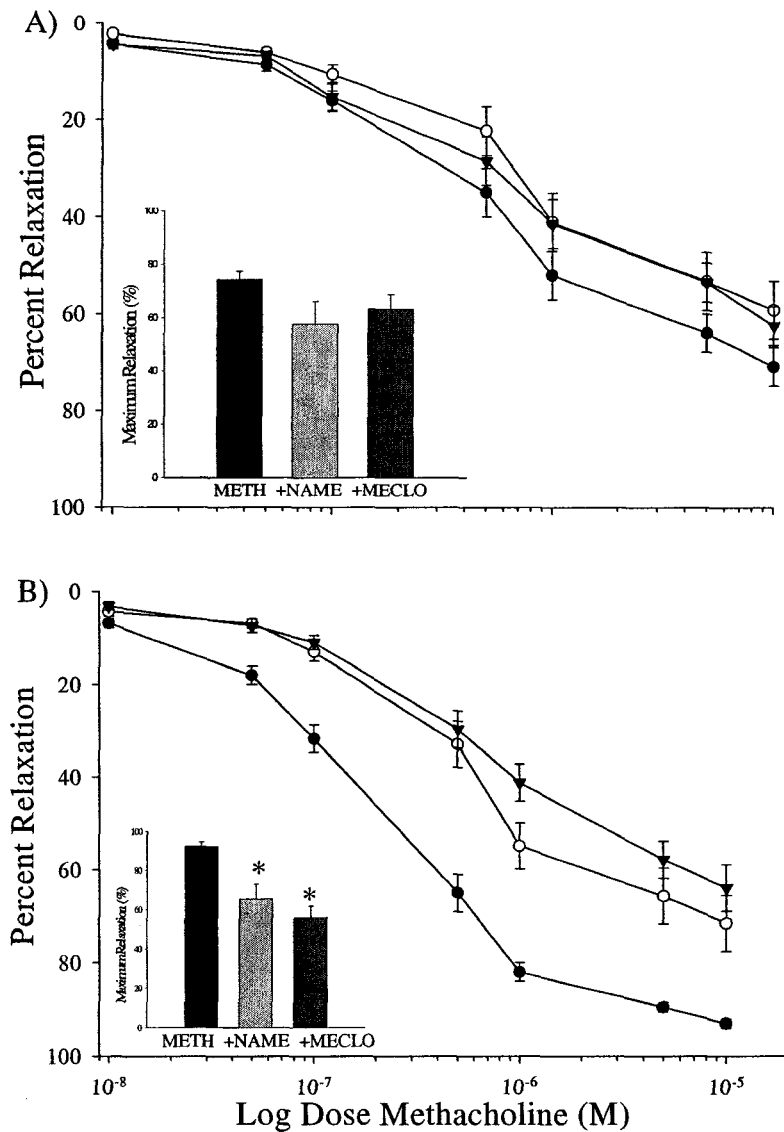 A)
0
20
40
60
80
100
Percent Relaxation
100
80
60
40
20
0
Maximum Relaxation (%)
METH +NAME +MECLO
B)
0
20
40
60
80
100
Percent Relaxation
100
80
60
40
20
0
Maximum Relaxation (%)
* *
METH +NAME +MECLO
10-8 10-7 10-6 10-5
Log Dose Methacholine (M)